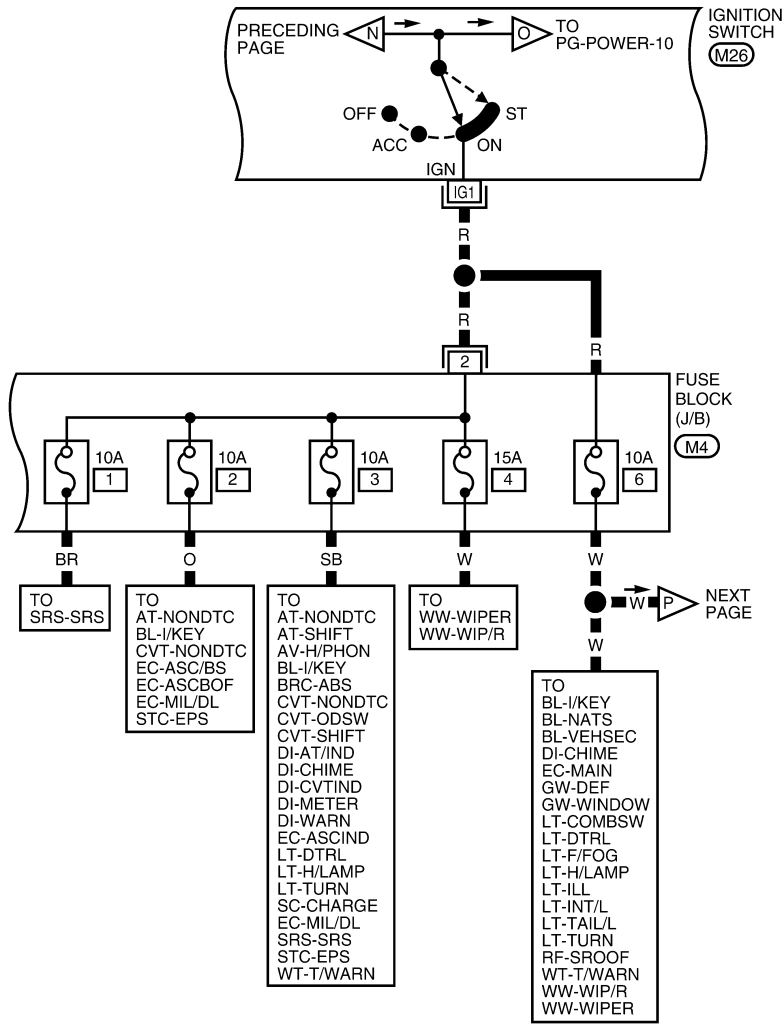 PRECEDING
PAGE
N
O
TO
PG-POWER-10
IGNITION
SWITCH
M26
OFF
ACC
ST
ON
IGN
IG1
R
R
R
2
FUSE
BLOCK
(J/B)
M4
10A
1
10A
2
10A
3
15A
4
10A
6
BR
O
SB
W
W
TO
SRS-SRS
TO
AT-NONDTC
BL-I/KEY
CVT-NONDTC
EC-ASC/BS
EC-ASCBOF
EC-MIL/DL
STC-EPS
TO
AT-NONDTC
AT-SHIFT
AV-H/PHON
BL-I/KEY
BRC-ABS
CVT-NONDTC
CVT-ODSW
CVT-SHIFT
DI-AT/IND
DI-CHIME
DI-CVTIND
DI-METER
DI-WARN
EC-ASCIND
LT-DTRL
LT-H/LAMP
LT-TURN
SC-CHARGE
EC-MIL/DL
SRS-SRS
STC-EPS
WT-T/WARN
TO
WW-WIPER
WW-WIP/R
W
P
NEXT
PAGE
W
TO
BL-I/KEY
BL-NATS
BL-VEHSEC
DI-CHIME
EC-MAIN
GW-DEF
GW-WINDOW
LT-COMBSW
LT-DTRL
LT-F/FOG
LT-H/LAMP
LT-ILL
LT-INT/L
LT-TAIL/L
LT-TURN
RF-SROOF
WT-T/WARN
WW-WIP/R
WW-WIPER